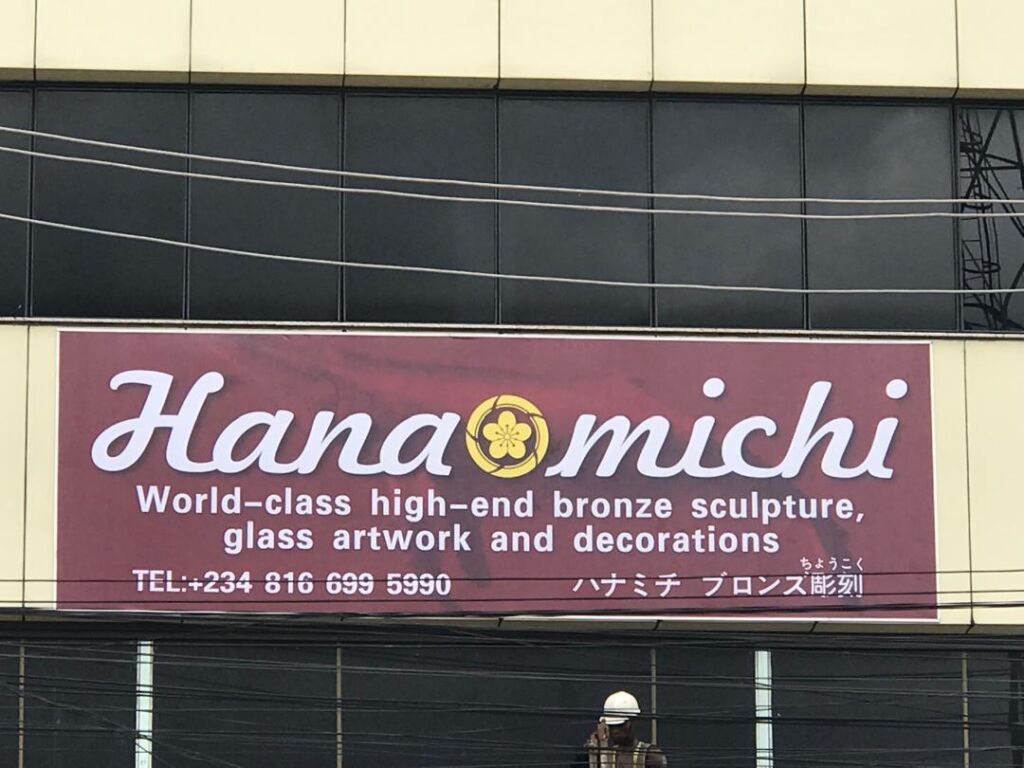 Hanamichi
World-class high-end bronze sculpture,
glass artwork and decorations
TEL:+234 816 699 5990
ちょうこく
ハナミチ ブロンズ彫刻